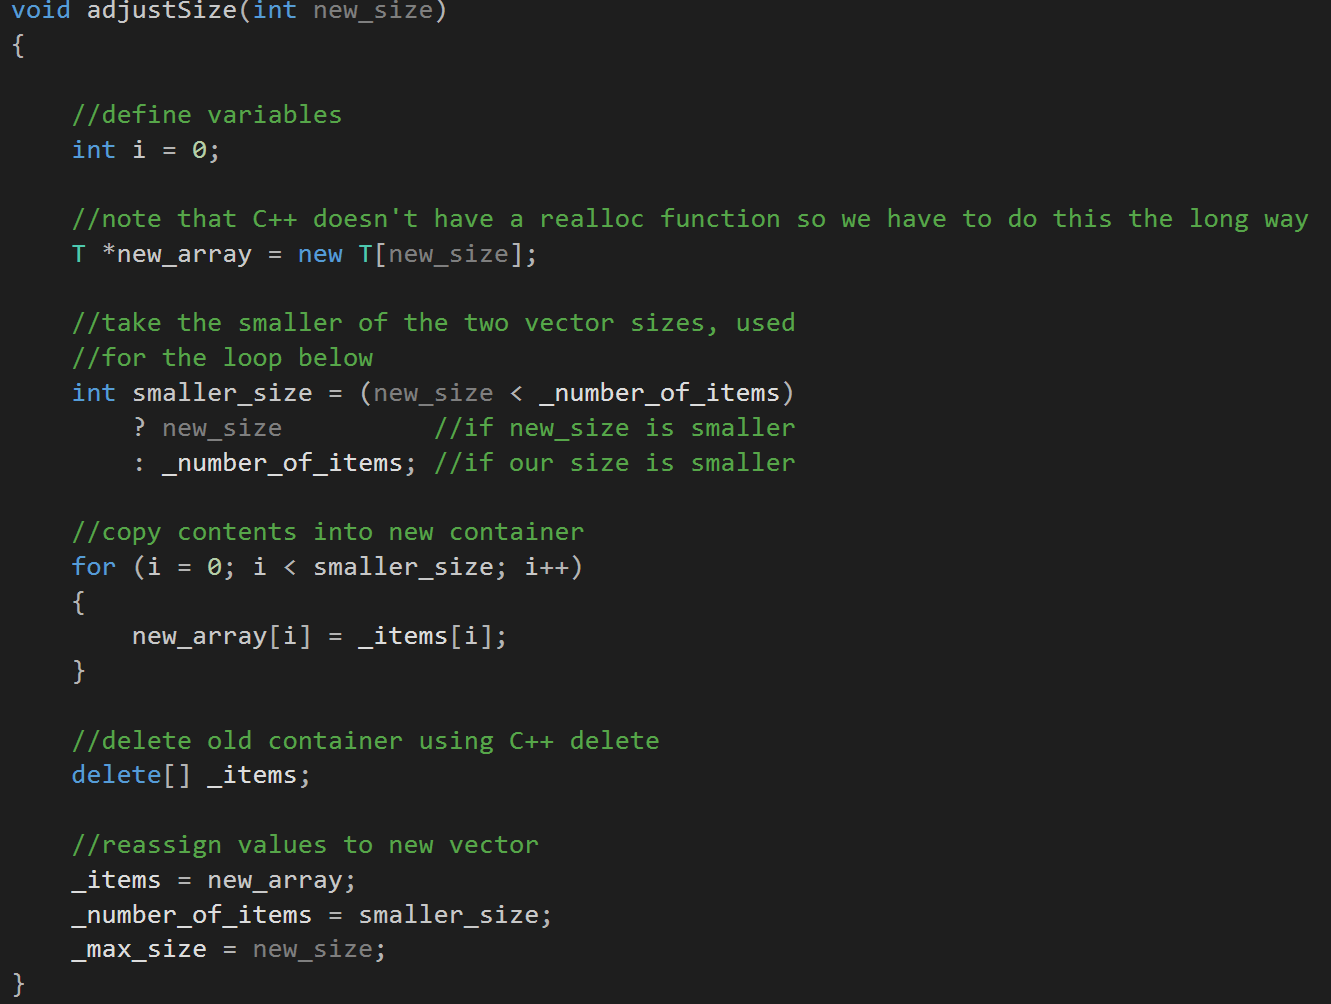 void adjustSize(int new_size)
{
//define variables
int i = 0;
//note that C++ doesn't have a realloc function so we have to do this the long way
T *new_array = new T[new_size];
//take the smaller of the two vector sizes, used
//for the loop below
int smaller_size = (new_size < _number_of_items)
? new_size //if new_size is smaller
: _number_of_items; //if our size is smaller
//copy contents into new container
for (i = 0; i < smaller_size; i++)
{
new_array[i] = _items[i];
}
//delete old container using C++ delete
delete[] _items;
//reassign values to new vector
_items = new_array;
_number_of_items = smaller_size;
_max_size = new_size;
}